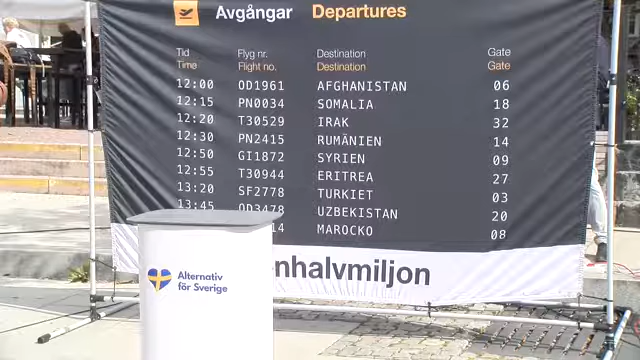 Avgångar Departures
Tid Flyg nr. Destination Gate
Time Flight no. Destination Gate
12:00 OD1961 AFGHANISTAN 06
12:15 PN0034 SOMALIA 18
12:20 T30529 IRAK 32
12:30 PN2415 RUMÄNIEN 14
12:50 GI1872 SYRIEN 09
12:55 T30944 ERITREA 27
13:20 SF2778 TURKIET 03
13:45 OD3478 UZBEKISTAN 20
14 MAROCKO 08
nhalvmiljon
Alternativ
för Sverige